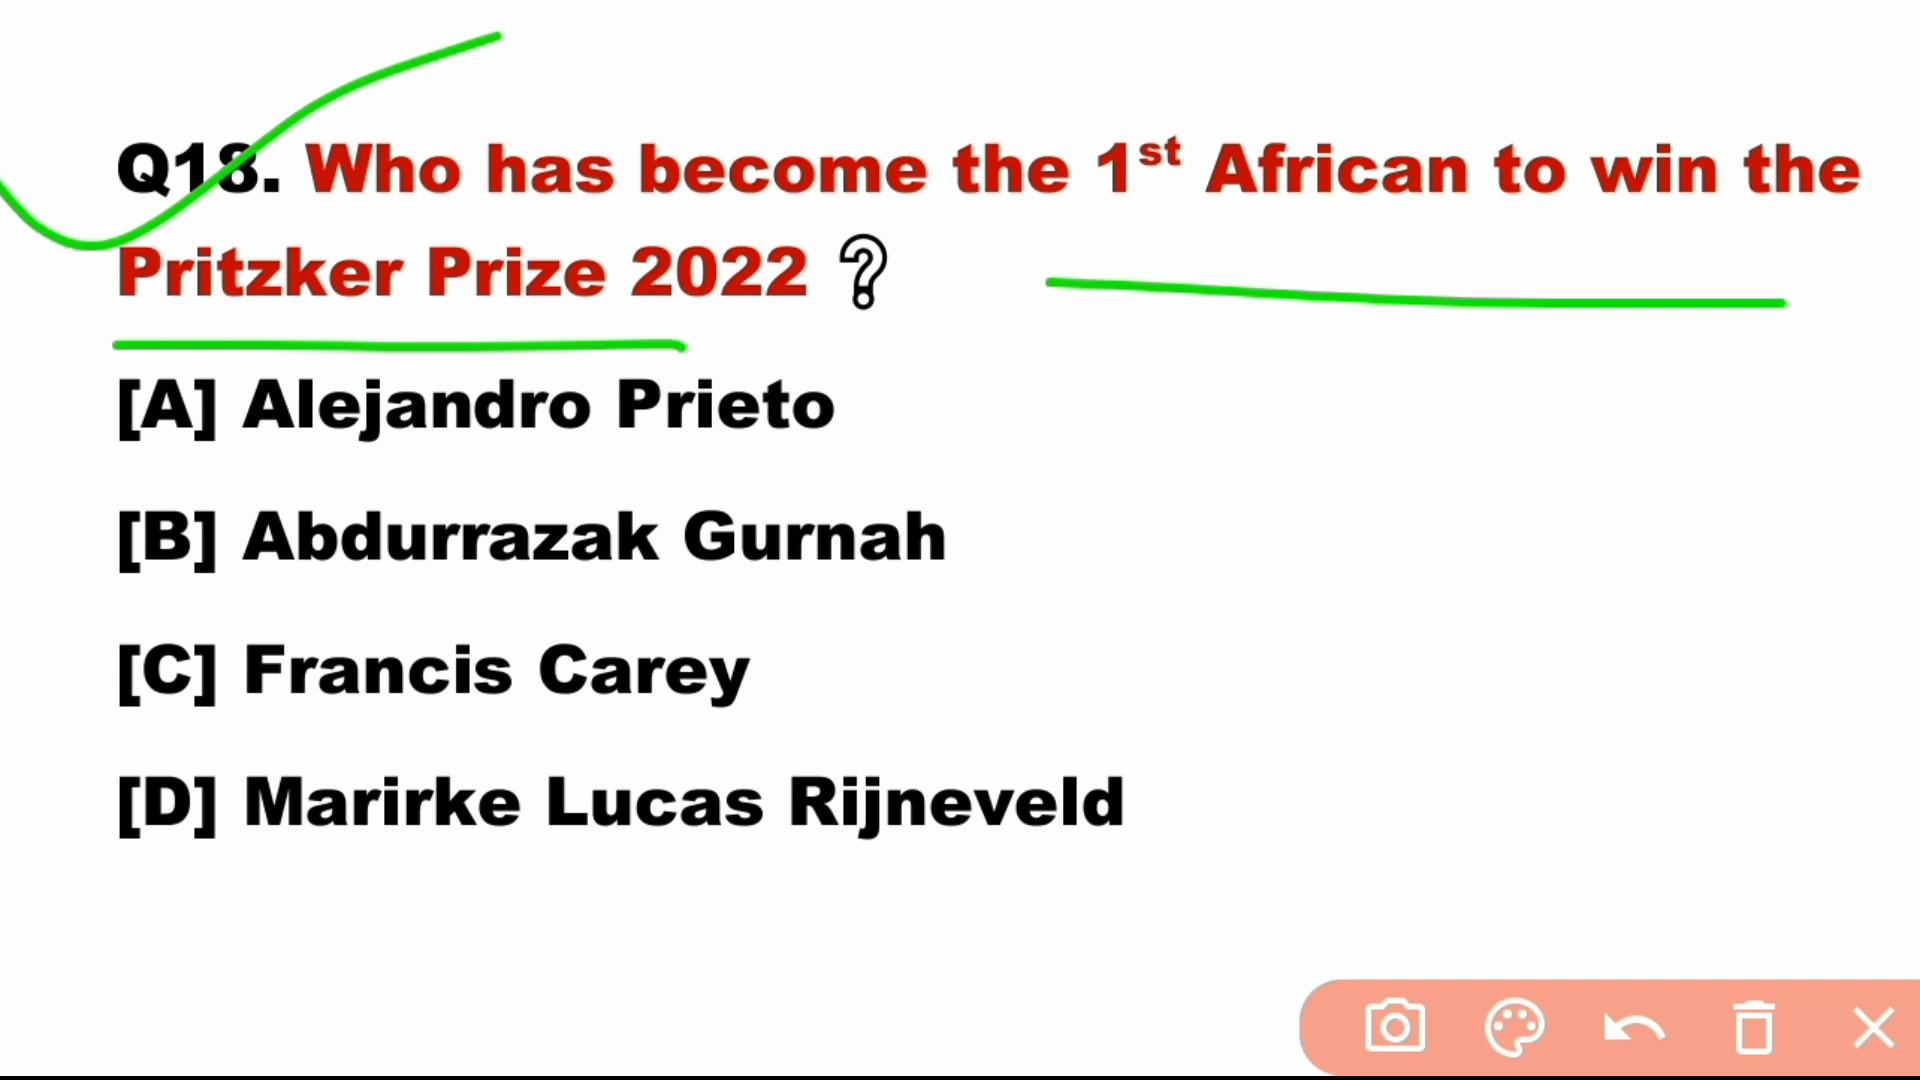 Q18. Who has become the 1st African to win the
Pritzker Prize 2022 ?
[A] Alejandro Prieto
[B] Abdurrazak Gurnah
[C] Francis Carey
[D] Marirke Lucas Rijneveld